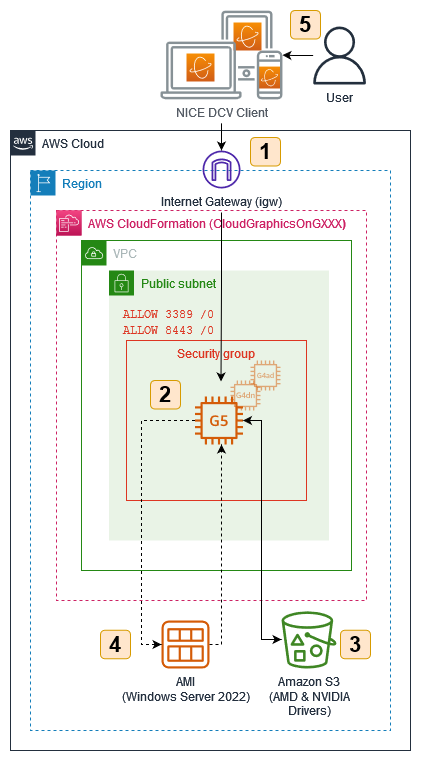 5
NICE DCV Client
User
aws
AWS Cloud
1
Region
Internet Gateway (igw)
AWS CloudFormation (CloudGraphicsOnGXXX)
VPC
Public subnet
ALLOW 3389 /0
ALLOW 8443 /0
Security group
G4ad
G4dn
2
G5
4
3
AMI
(Windows Server 2022)
Amazon S3
(AMD & NVIDIA
Drivers)